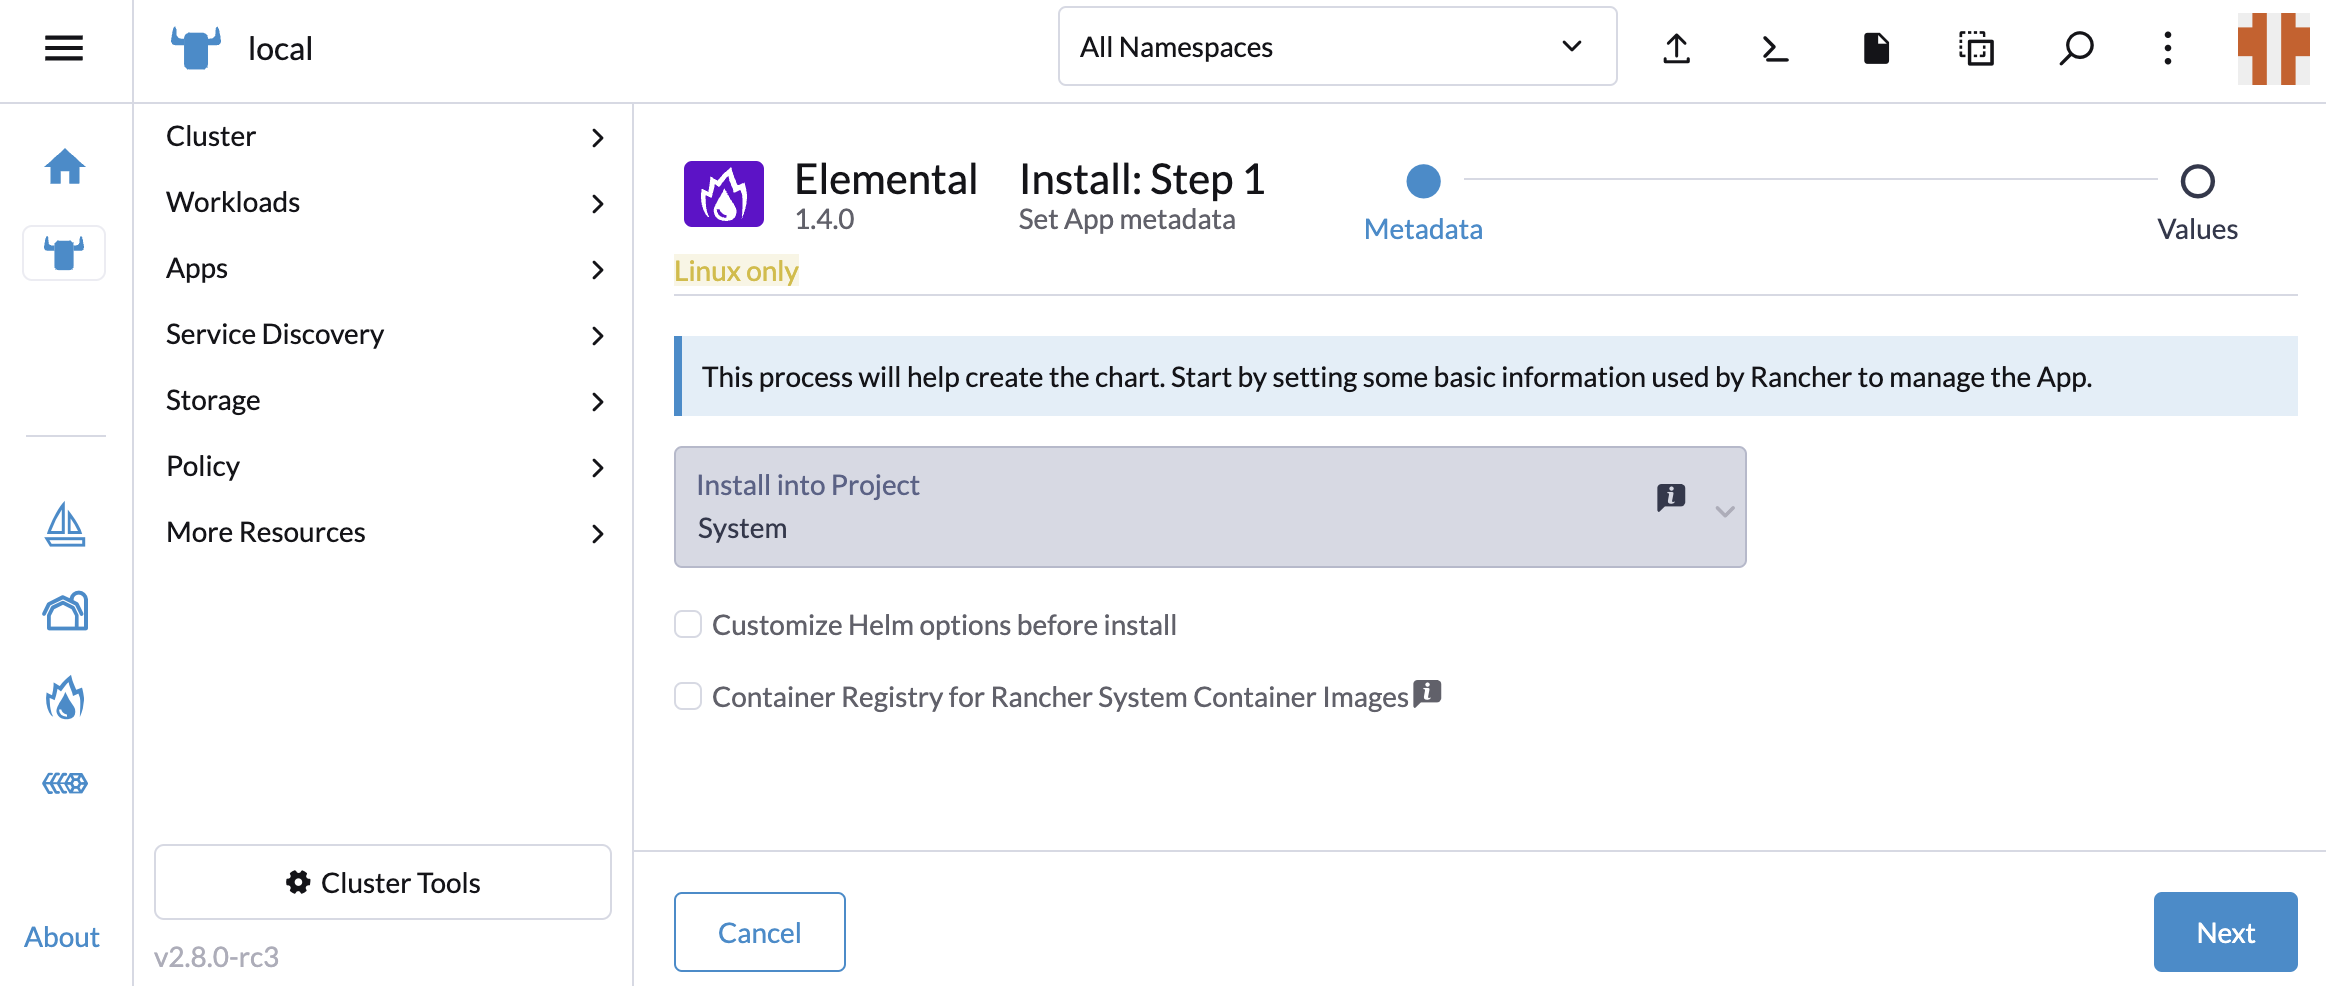 local
All Namespaces
Cluster
Workloads
Apps
Service Discovery
Storage
Policy
More Resources
Cluster Tools
v2.8.0-rc3
About
Elemental
1.4.0
Linux only
Install: Step 1
Set App metadata
Metadata
Values
This process will help create the chart. Start by setting some basic information used by Rancher to manage the App.
Install into Project
System
Customize Helm options before install
Container Registry for Rancher System Container Images
Cancel
Next